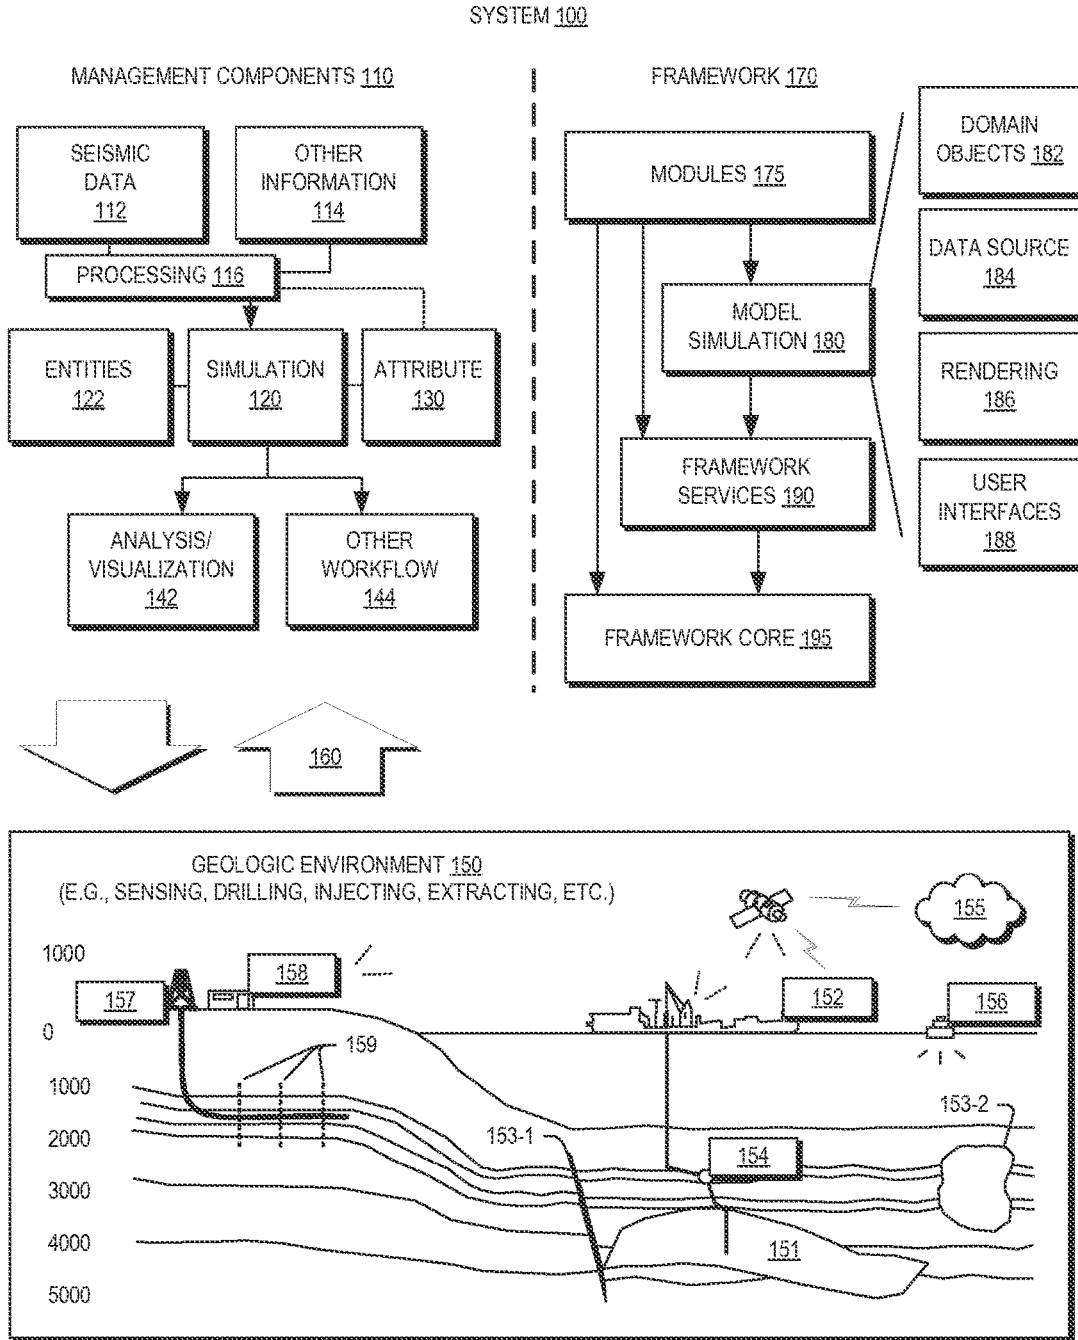 SYSTEM 100
MANAGEMENT COMPONENTS 110
SEISMIC
DATA
112
OTHER
INFORMATION
114
PROCESSING 116
ENTITIES
122
SIMULATION
120
ATTRIBUTE
130
ANALYSIS/
VISUALIZATION
142
OTHER
WORKFLOW
144
FRAMEWORK 170
MODULES 175
MODEL
SIMULATION 180
FRAMEWORK
SERVICES 190
FRAMEWORK CORE 195
DOMAIN
OBJECTS 182
DATA SOURCE
184
RENDERING
186
USER
INTERFACES
188
160
GEOLOGIC ENVIRONMENT 150
(E.G., SENSING, DRILLING, INJECTING, EXTRACTING, ETC.)
155
1000
158
157
152
156
0
159
1000
153-2
2000
153-1
154
3000
4000
151
5000